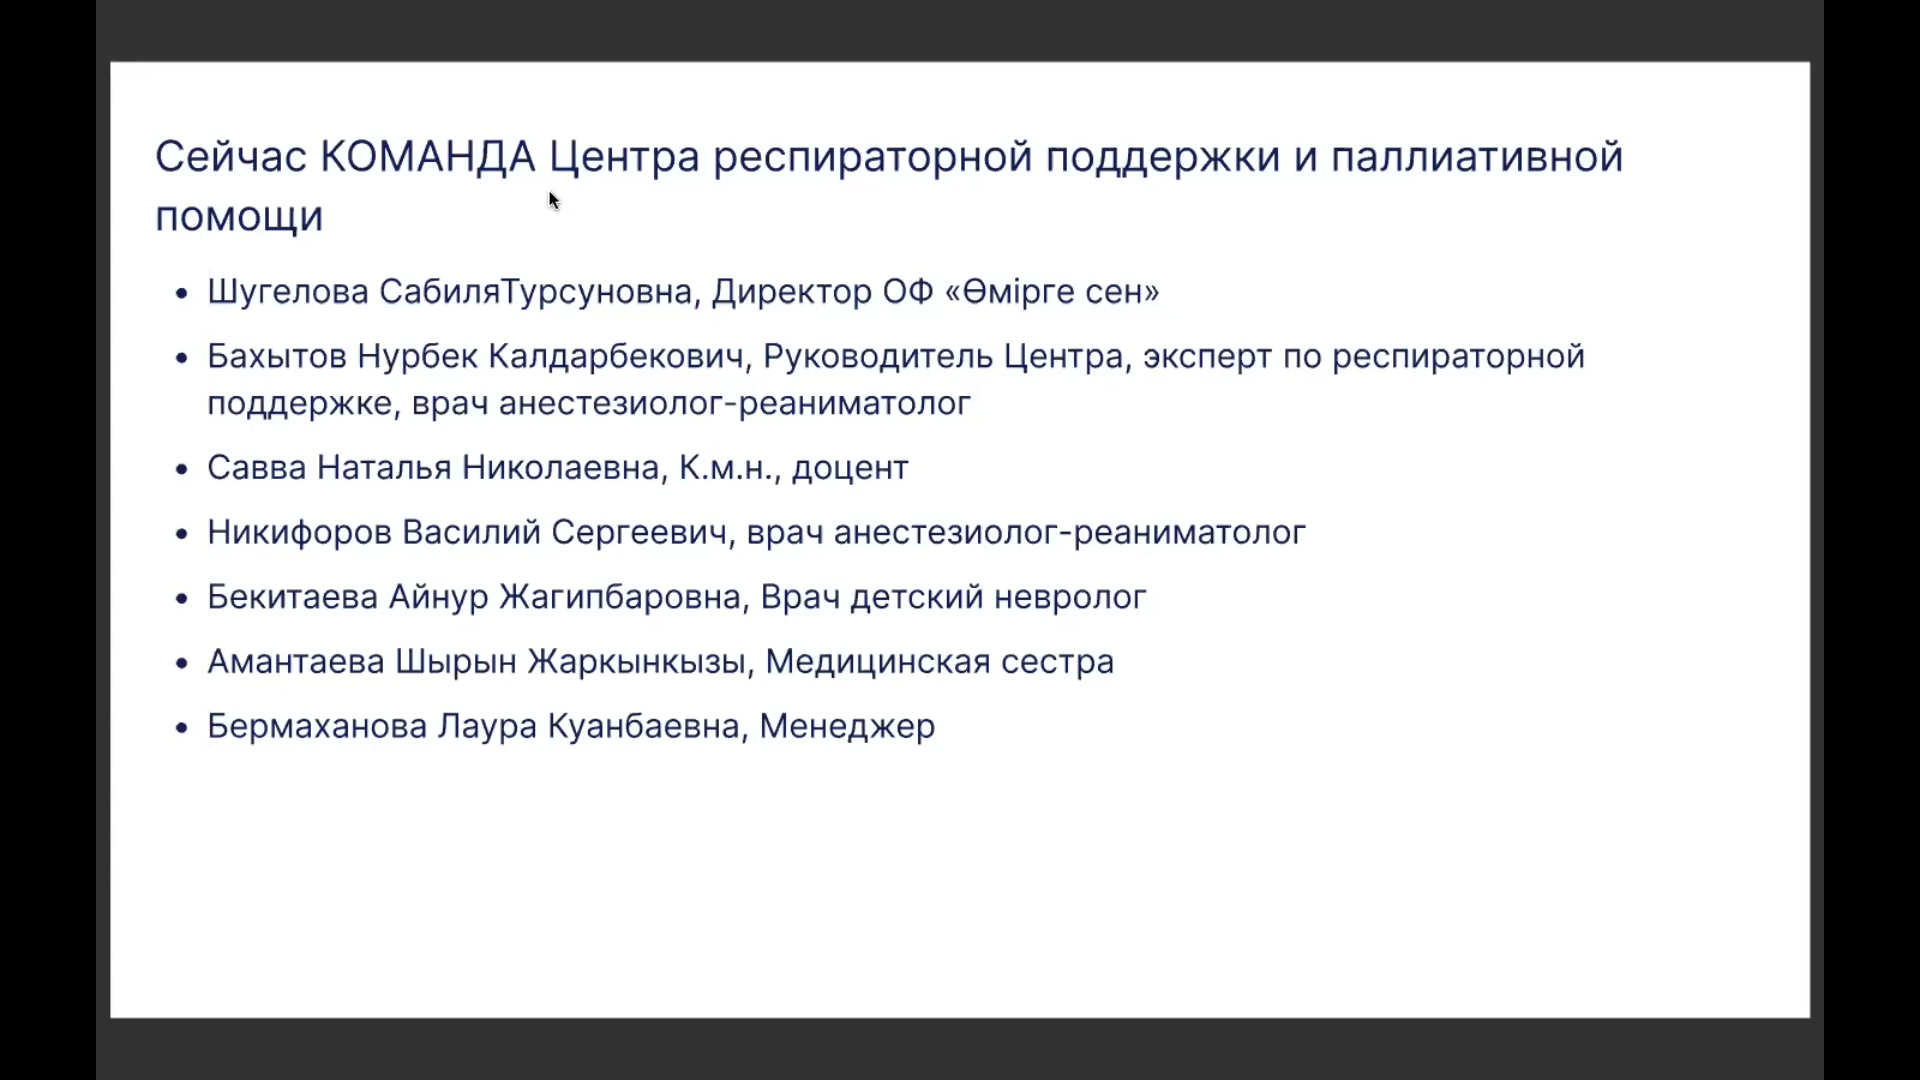 Сейчас КОМАНДА Центра респираторной поддержки и паллиативной
помощи
• Шугелова СабиляТурсуновна, Директор ОФ «Өмірге сен»
• Бахытов Нурбек Калдарбекович, Руководитель Центра, эксперт по респираторной
поддержке, врач анестезиолог-реаниматолог
• Савва Наталья Николаевна, К.м.н., доцент
• Никифоров Василий Сергеевич, врач анестезиолог-реаниматолог
• Бекитаева Айнур Жагипбаровна, Врач детский невролог
• Амантаева Шырын Жаркынкызы, Медицинская сестра
• Бермаханова Лаура Куанбаевна, Менеджер